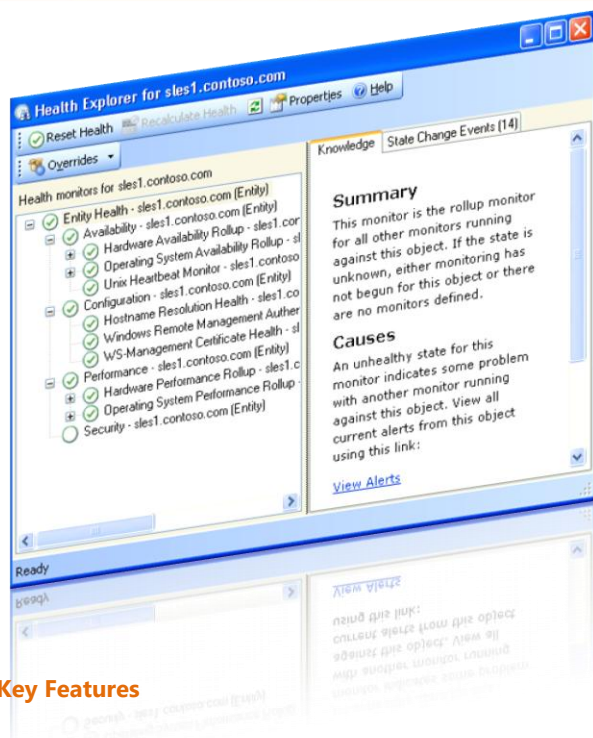 Health Explorer for sles1.contoso.com
Reset Health Recalculate Health Properties Help
Overrides
Health monitors for sles1.contoso.com
Entity Health - sles1.contoso.com (Entity)
Availability - sles1.contoso.com (Entity)
Hardware Availability Rollup - sles1.cor
Operating System Availability Rollup - sl
Unix Heartbeat Monitor - sles1.contoso
Configuration - sles1.contoso.com (Entity)
Hostname Resolution Health - sles1.co
Windows Remote Management Auther
WS-Management Certificate Health - sl
Performance - sles1.contoso.com (Entity)
Hardware Performance Rollup - sles1.c
Operating System Performance Rollup -
Security - sles1.contoso.com (Entity)
Knowledge State Change Events (14)
Summary
This monitor is the rollup monitor
for all other monitors running
against this object. If the state is
unknown, either monitoring has
not begun for this object or there
are no monitors defined.
Causes
An unhealthy state for this
monitor indicates some problem
with another monitor running
against this object. View all
current alerts from this object
using this link:
View Alerts
Ready
Key Features